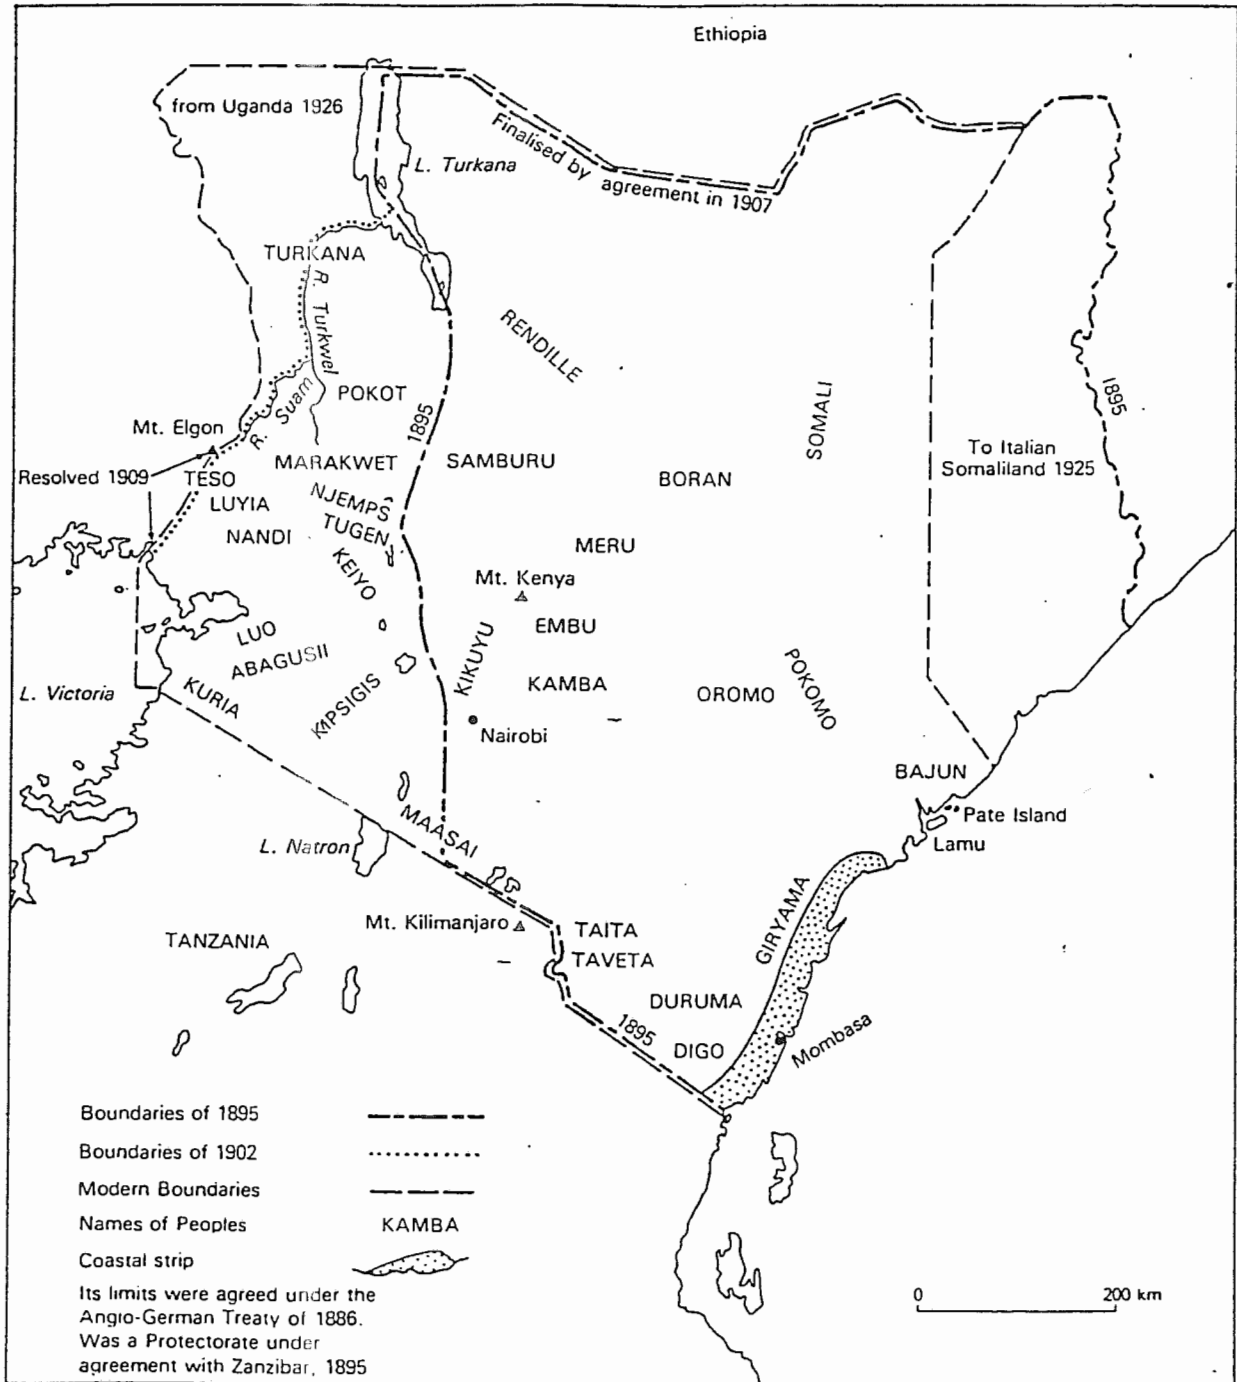 Ethiopia
from Uganda 1926
L. Turkana
Finalised by agreement in 1907
TURKANA
R. Turkwel
RENDILLE
R. Suam
POKOT
1895
SOMALI
1895
Mt. Elgon
Resolved 1909
TESO
MARAKWET
SAMBURU
BORAN
To Italian
Somaliland 1925
LUYIA
NJEMPS
NANDI
TUGEN
KEIYO
MERU
Mt. Kenya
LUO
EMBU
ABAGUSII
KIKUYU
L. Victoria
KURIA
KIPSIGIS
KAMBA
OROMO
POKOMO
Nairobi
BAJUN
MAASAI
Pate Island
Lamu
L. Natron
GIRYAMA
Mt. Kilimanjaro
TAITA
TANZANIA
TAVETA
DURUMA
1895
DIGO
Mombasa
Boundaries of 1895
Boundaries of 1902
Modern Boundaries
Names of Peoples KAMBA
Coastal strip
Its limits were agreed under the
Anglo-German Treaty of 1886.
Was a Protectorate under
agreement with Zanzibar, 1895
0 200 km